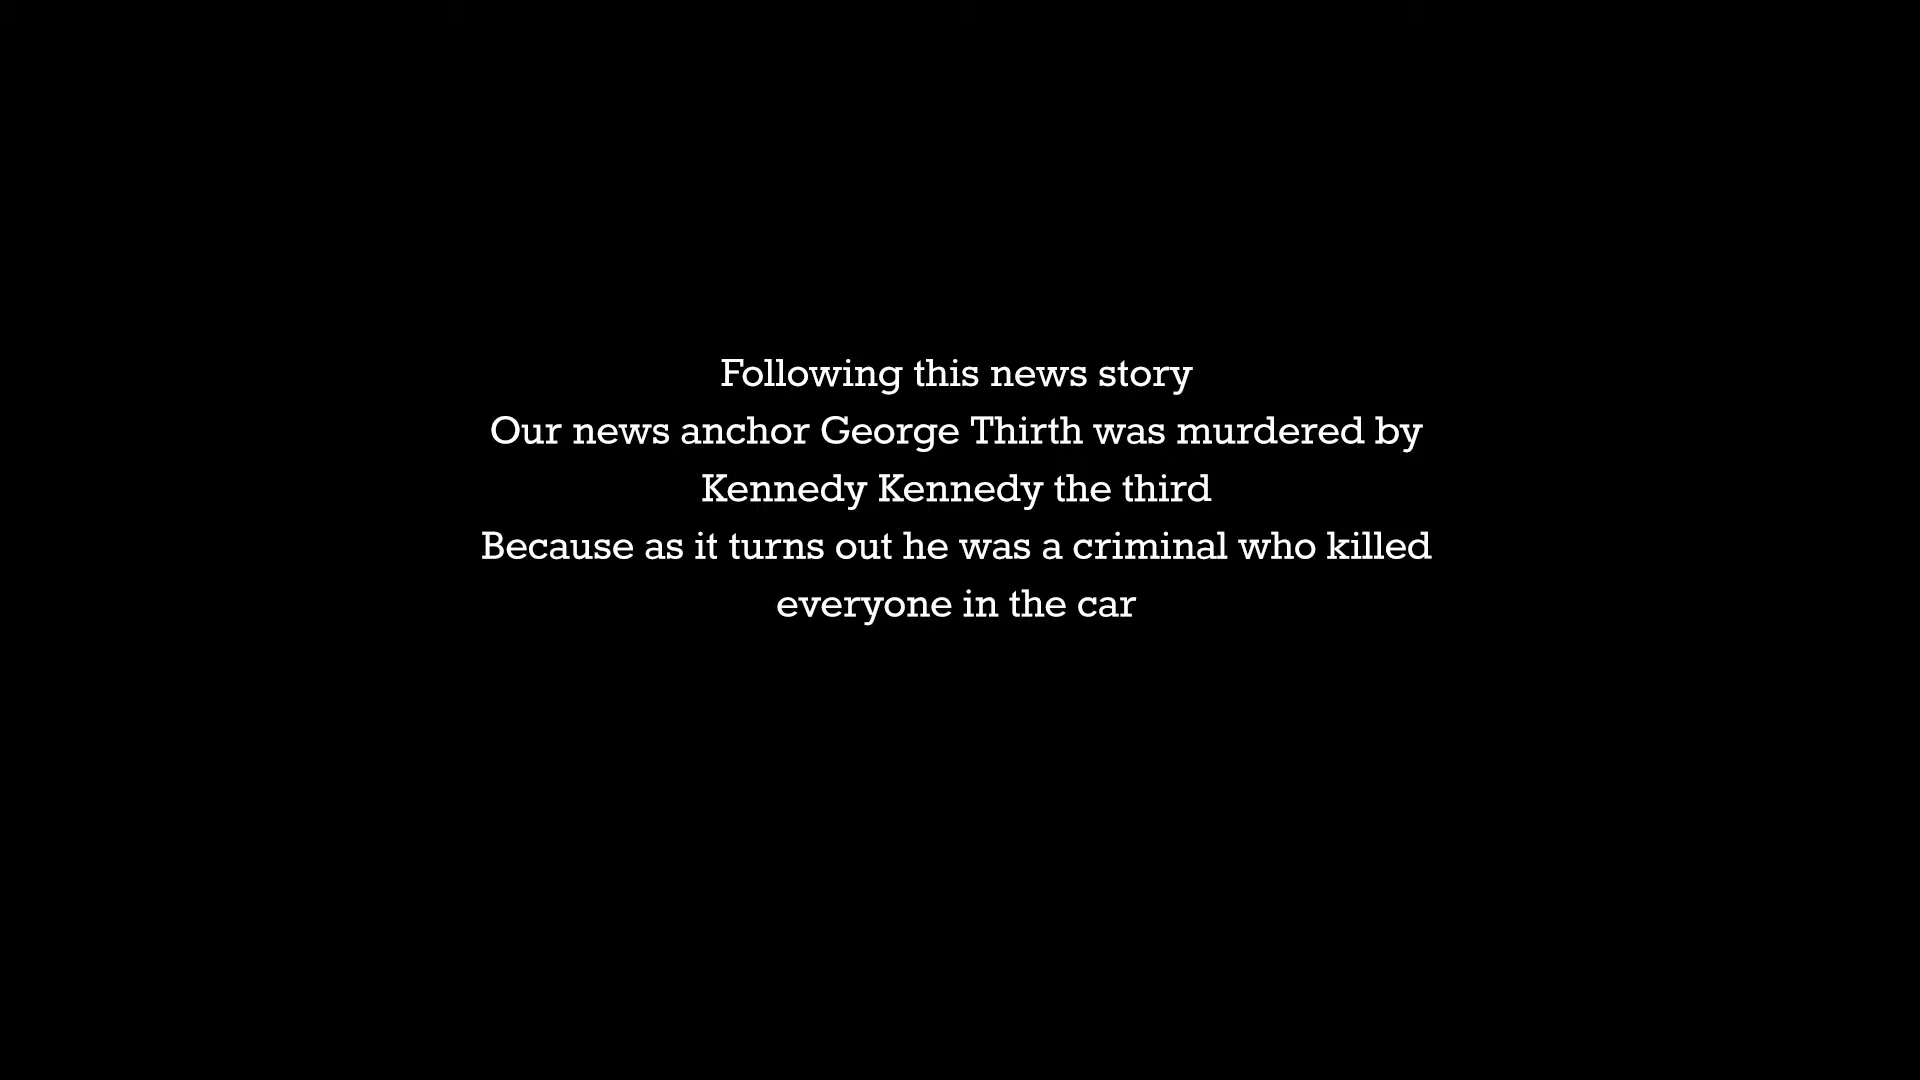 Following this news story
Our news anchor George Thirth was murdered by
Kennedy Kennedy the third
Because as it turns out he was a criminal who killed
everyone in the car